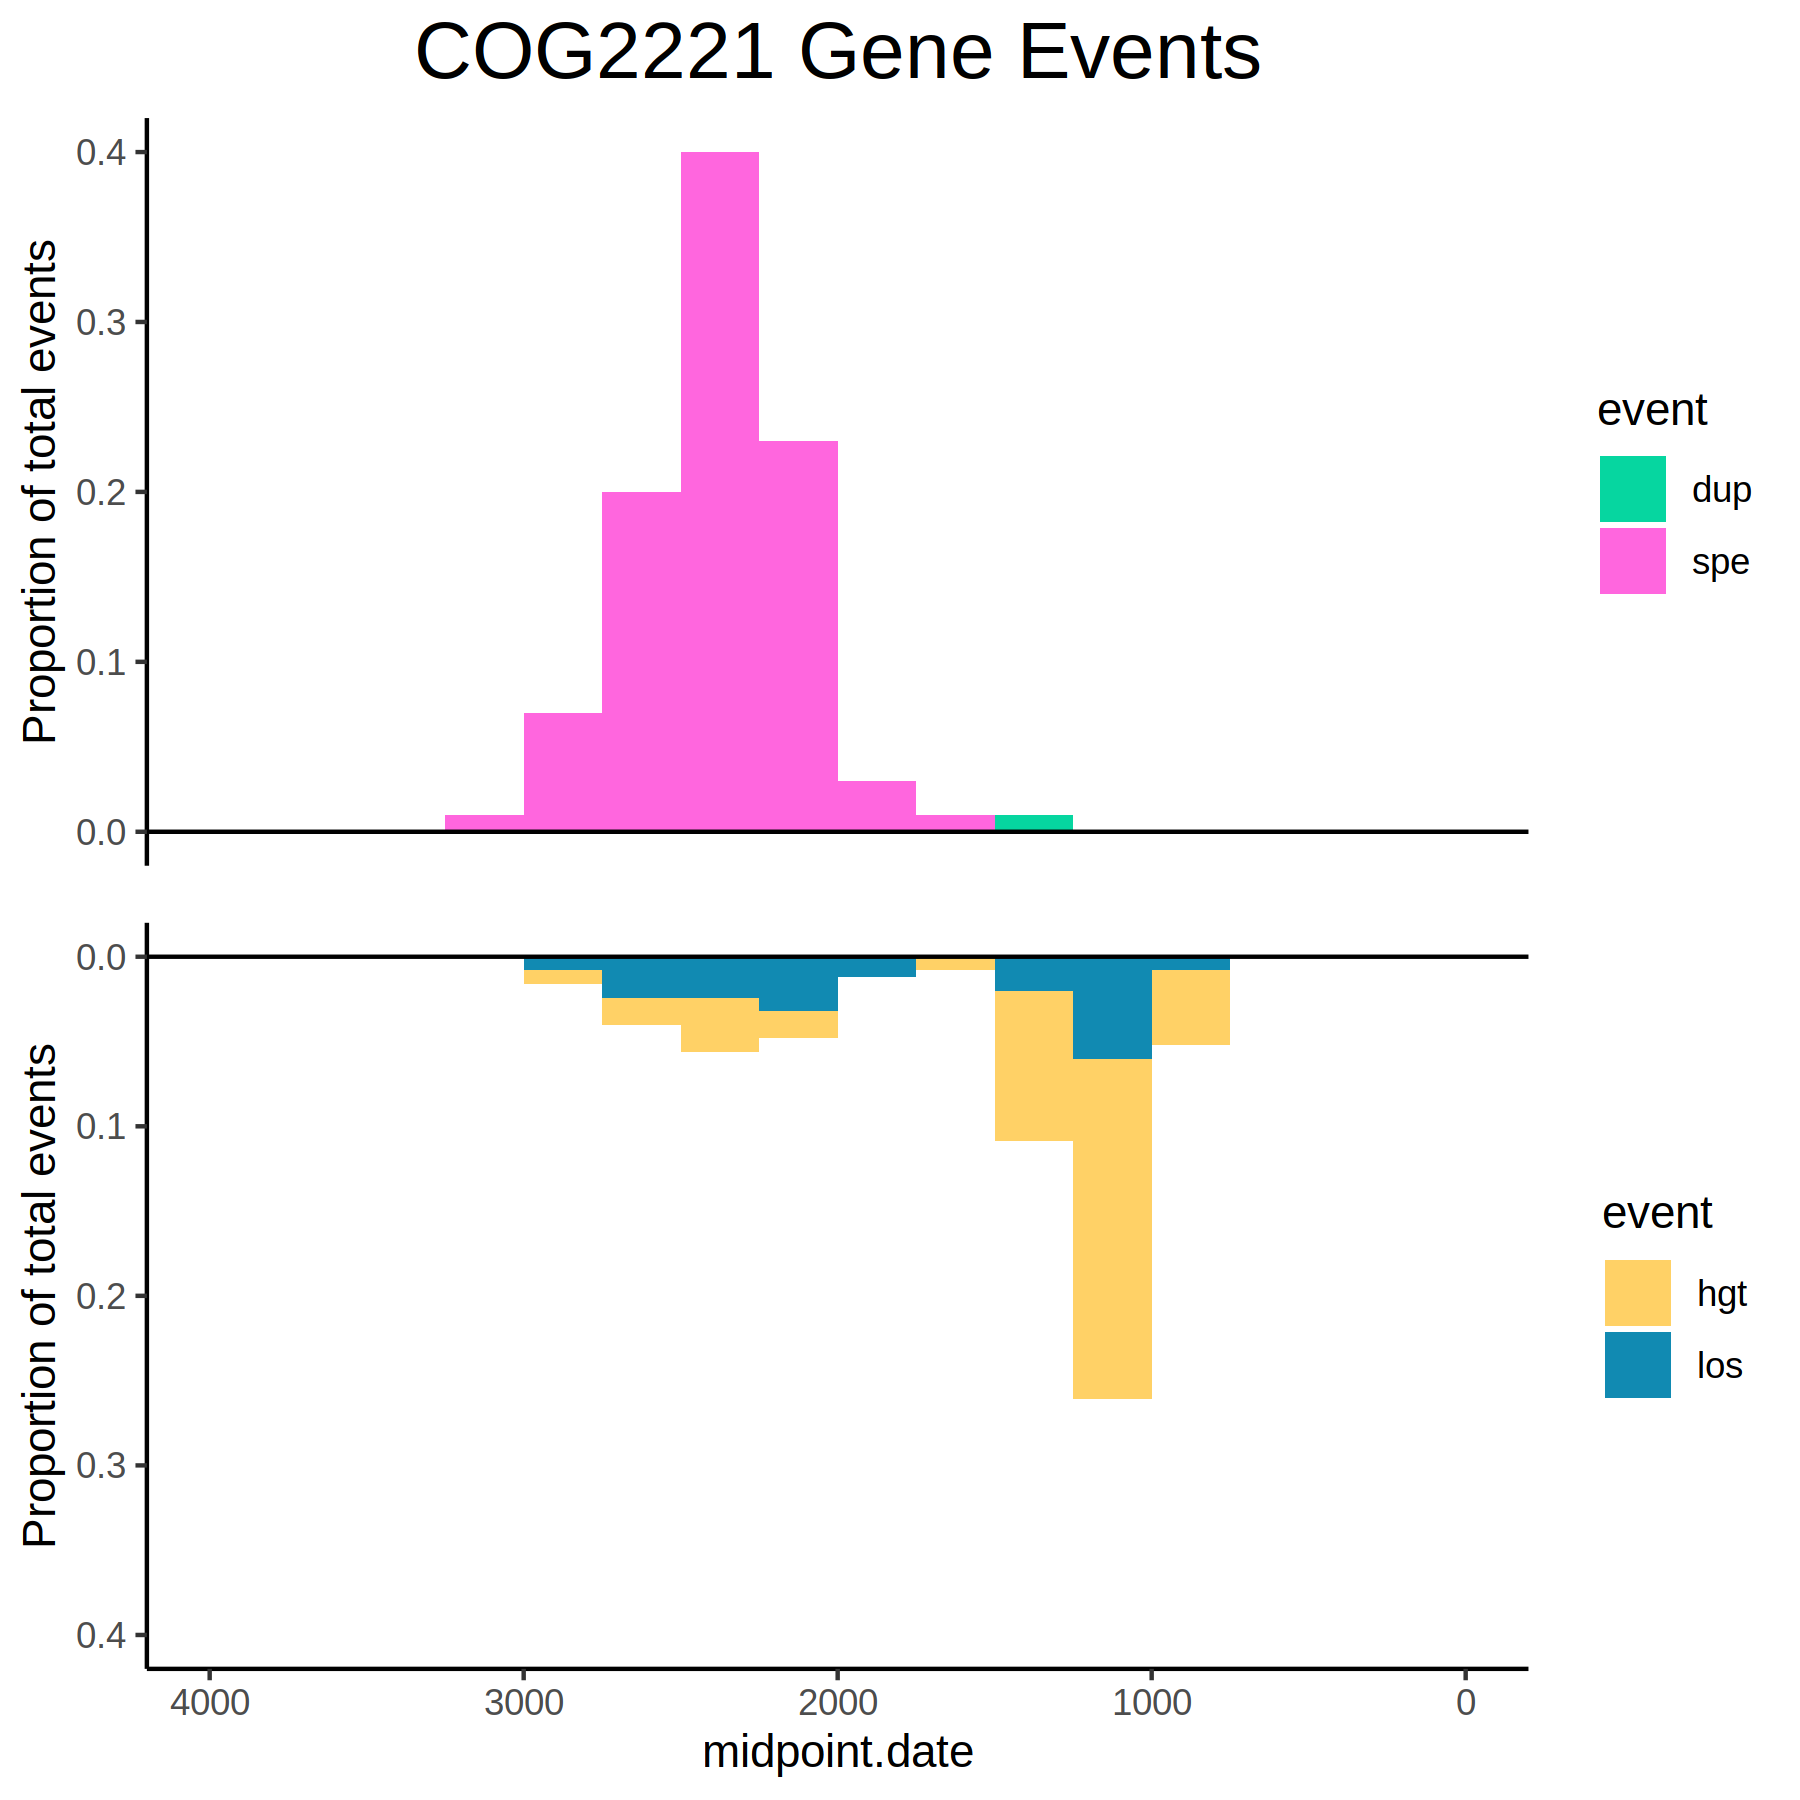 COG2221 Gene Events
Proportion of total events
0.4
0.3
0.2
0.1
0.0
event
dup
spe
Proportion of total events
0.0
0.1
0.2
0.3
0.4
event
hgt
los
4000 3000 2000 1000 0
midpoint.date